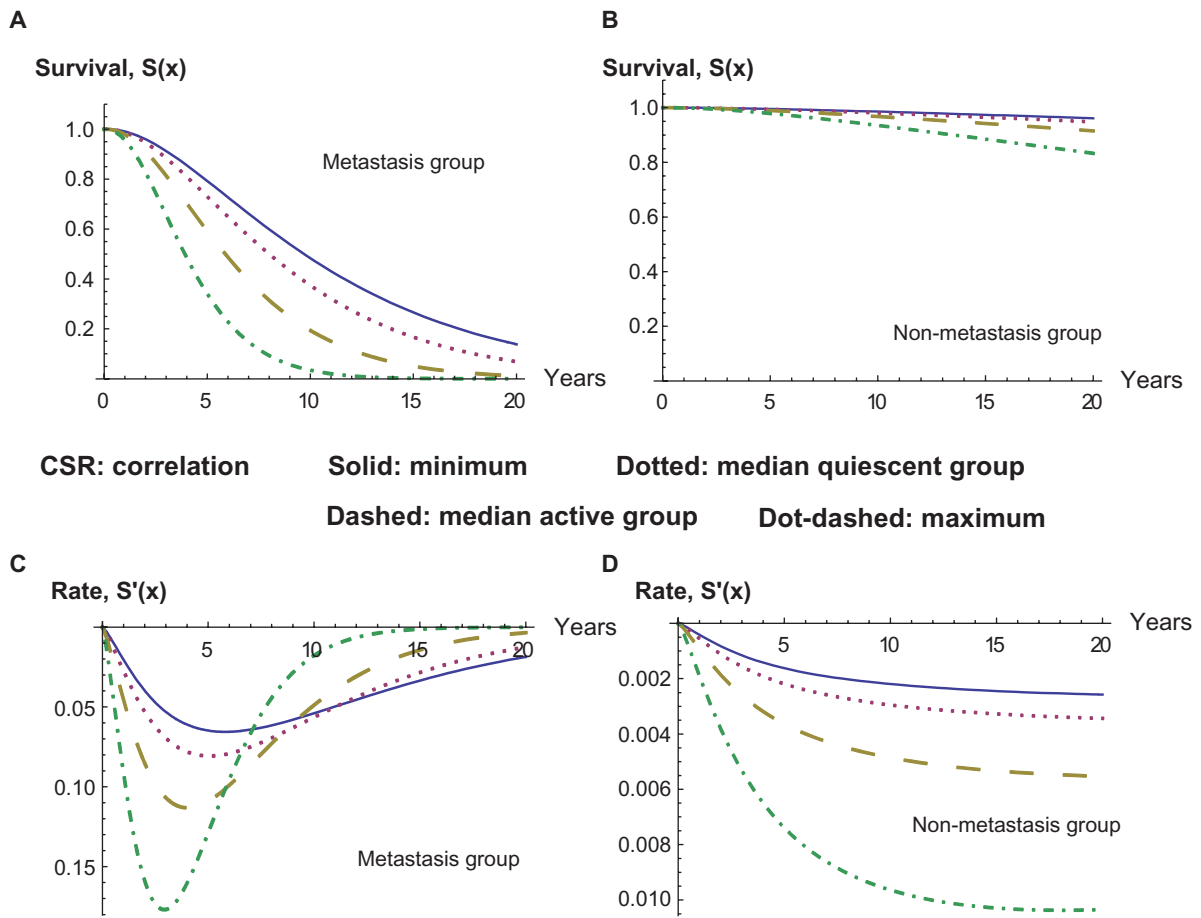 A
B
Survival, S(x)
Survival, S(x)
1.0
0.8
0.6
0.4
0.2
Metastasis group
0 5 10 15 20
Years
1.0
0.8
0.6
0.4
0.2
Non-metastasis group
0 5 10 15 20
Years
CSR: correlation Solid: minimum Dotted: median quiescent group
Dashed: median active group Dot-dashed: maximum
C
D
Rate, S'(x)
Rate, S'(x)
Years
5 10 15 20
0.05
0.10
0.15
Metastasis group
Years
5 10 15 20
0.002
0.004
0.006
0.008
0.010
Non-metastasis group